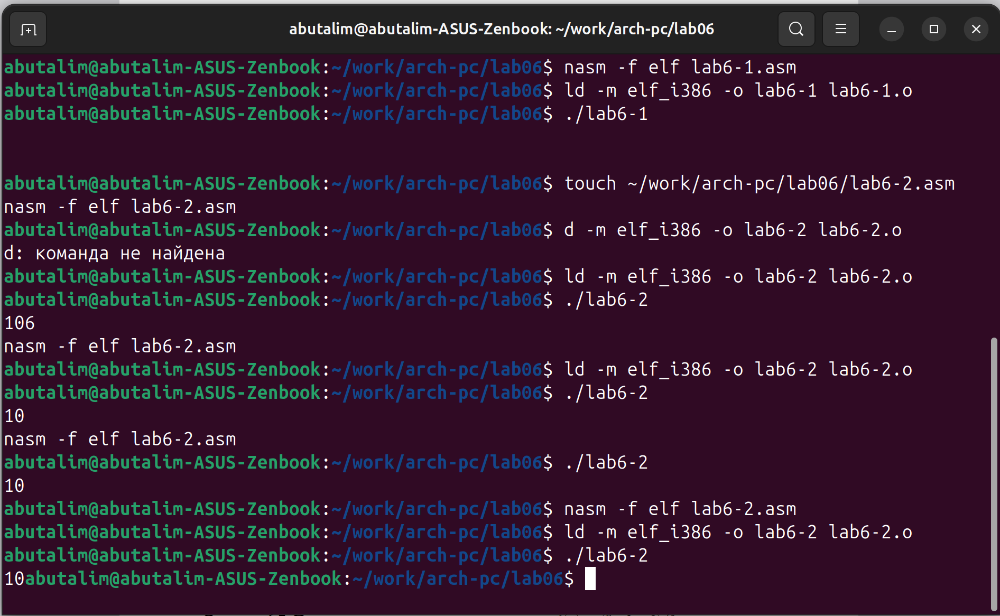 abutalim@abutalim-ASUS-Zenbook: ~/work/arch-pc/lab06
abutalim@abutalim-ASUS-Zenbook:~/work/arch-pc/lab06$ nasm -f elf lab6-1.asm
abutalim@abutalim-ASUS-Zenbook:~/work/arch-pc/lab06$ ld -m elf_i386 -o lab6-1 lab6-1.o
abutalim@abutalim-ASUS-Zenbook:~/work/arch-pc/lab06$ ./lab6-1
abutalim@abutalim-ASUS-Zenbook:~/work/arch-pc/lab06$ touch ~/work/arch-pc/lab06/lab6-2.asm
nasm -f elf lab6-2.asm
abutalim@abutalim-ASUS-Zenbook:~/work/arch-pc/lab06$ d -m elf_i386 -o lab6-2 lab6-2.o
d: команда не найдена
abutalim@abutalim-ASUS-Zenbook:~/work/arch-pc/lab06$ ld -m elf_i386 -o lab6-2 lab6-2.o
abutalim@abutalim-ASUS-Zenbook:~/work/arch-pc/lab06$ ./lab6-2
106
nasm -f elf lab6-2.asm
abutalim@abutalim-ASUS-Zenbook:~/work/arch-pc/lab06$ ld -m elf_i386 -o lab6-2 lab6-2.o
abutalim@abutalim-ASUS-Zenbook:~/work/arch-pc/lab06$ ./lab6-2
10
nasm -f elf lab6-2.asm
abutalim@abutalim-ASUS-Zenbook:~/work/arch-pc/lab06$ ./lab6-2
10
abutalim@abutalim-ASUS-Zenbook:~/work/arch-pc/lab06$ nasm -f elf lab6-2.asm
abutalim@abutalim-ASUS-Zenbook:~/work/arch-pc/lab06$ ld -m elf_i386 -o lab6-2 lab6-2.o
abutalim@abutalim-ASUS-Zenbook:~/work/arch-pc/lab06$ ./lab6-2
10abutalim@abutalim-ASUS-Zenbook:~/work/arch-pc/lab06$